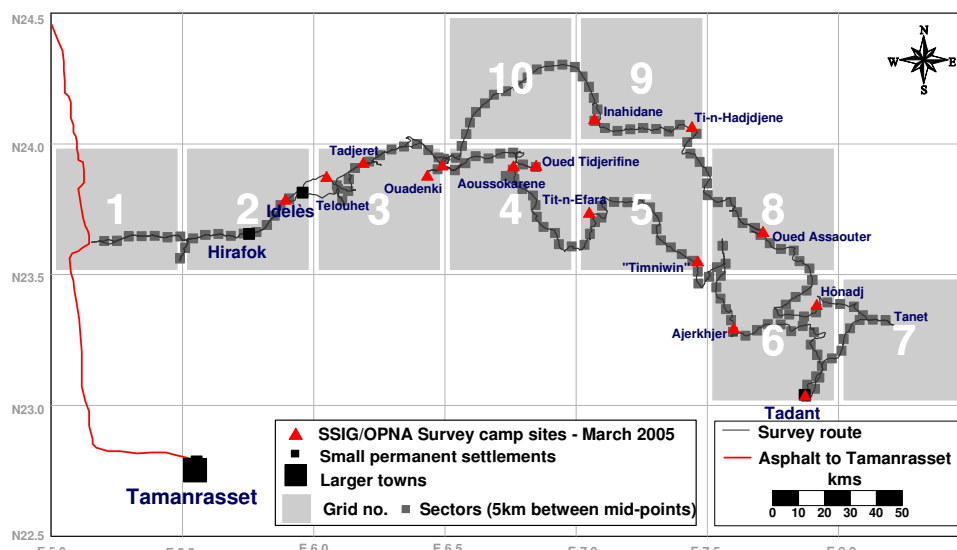 N24.5
10
9
N
W E
S
Inahidane
Ti-n-Hadjdjene
N24.0
Tadjeret
Oued Tidjerifine
Ouadenki
Aoussokarene
1
2
Idelès
Telouhet
3
4
Tit-n-Efara
5
8
Hirafok
Oued Assaouter
N23.5
"Timniwin"
Hônadj
Tanet
Ajerkhjer
6
7
N23.0
Tadant
SSIG/OPNA Survey camp sites - March 2005
Small permanent settlements
Larger towns
Grid no.
Sectors (5km between mid-points)
Survey route
Asphalt to Tamanrasset
kms
0 10 20 30 40 50
Tamanrasset
N22.5